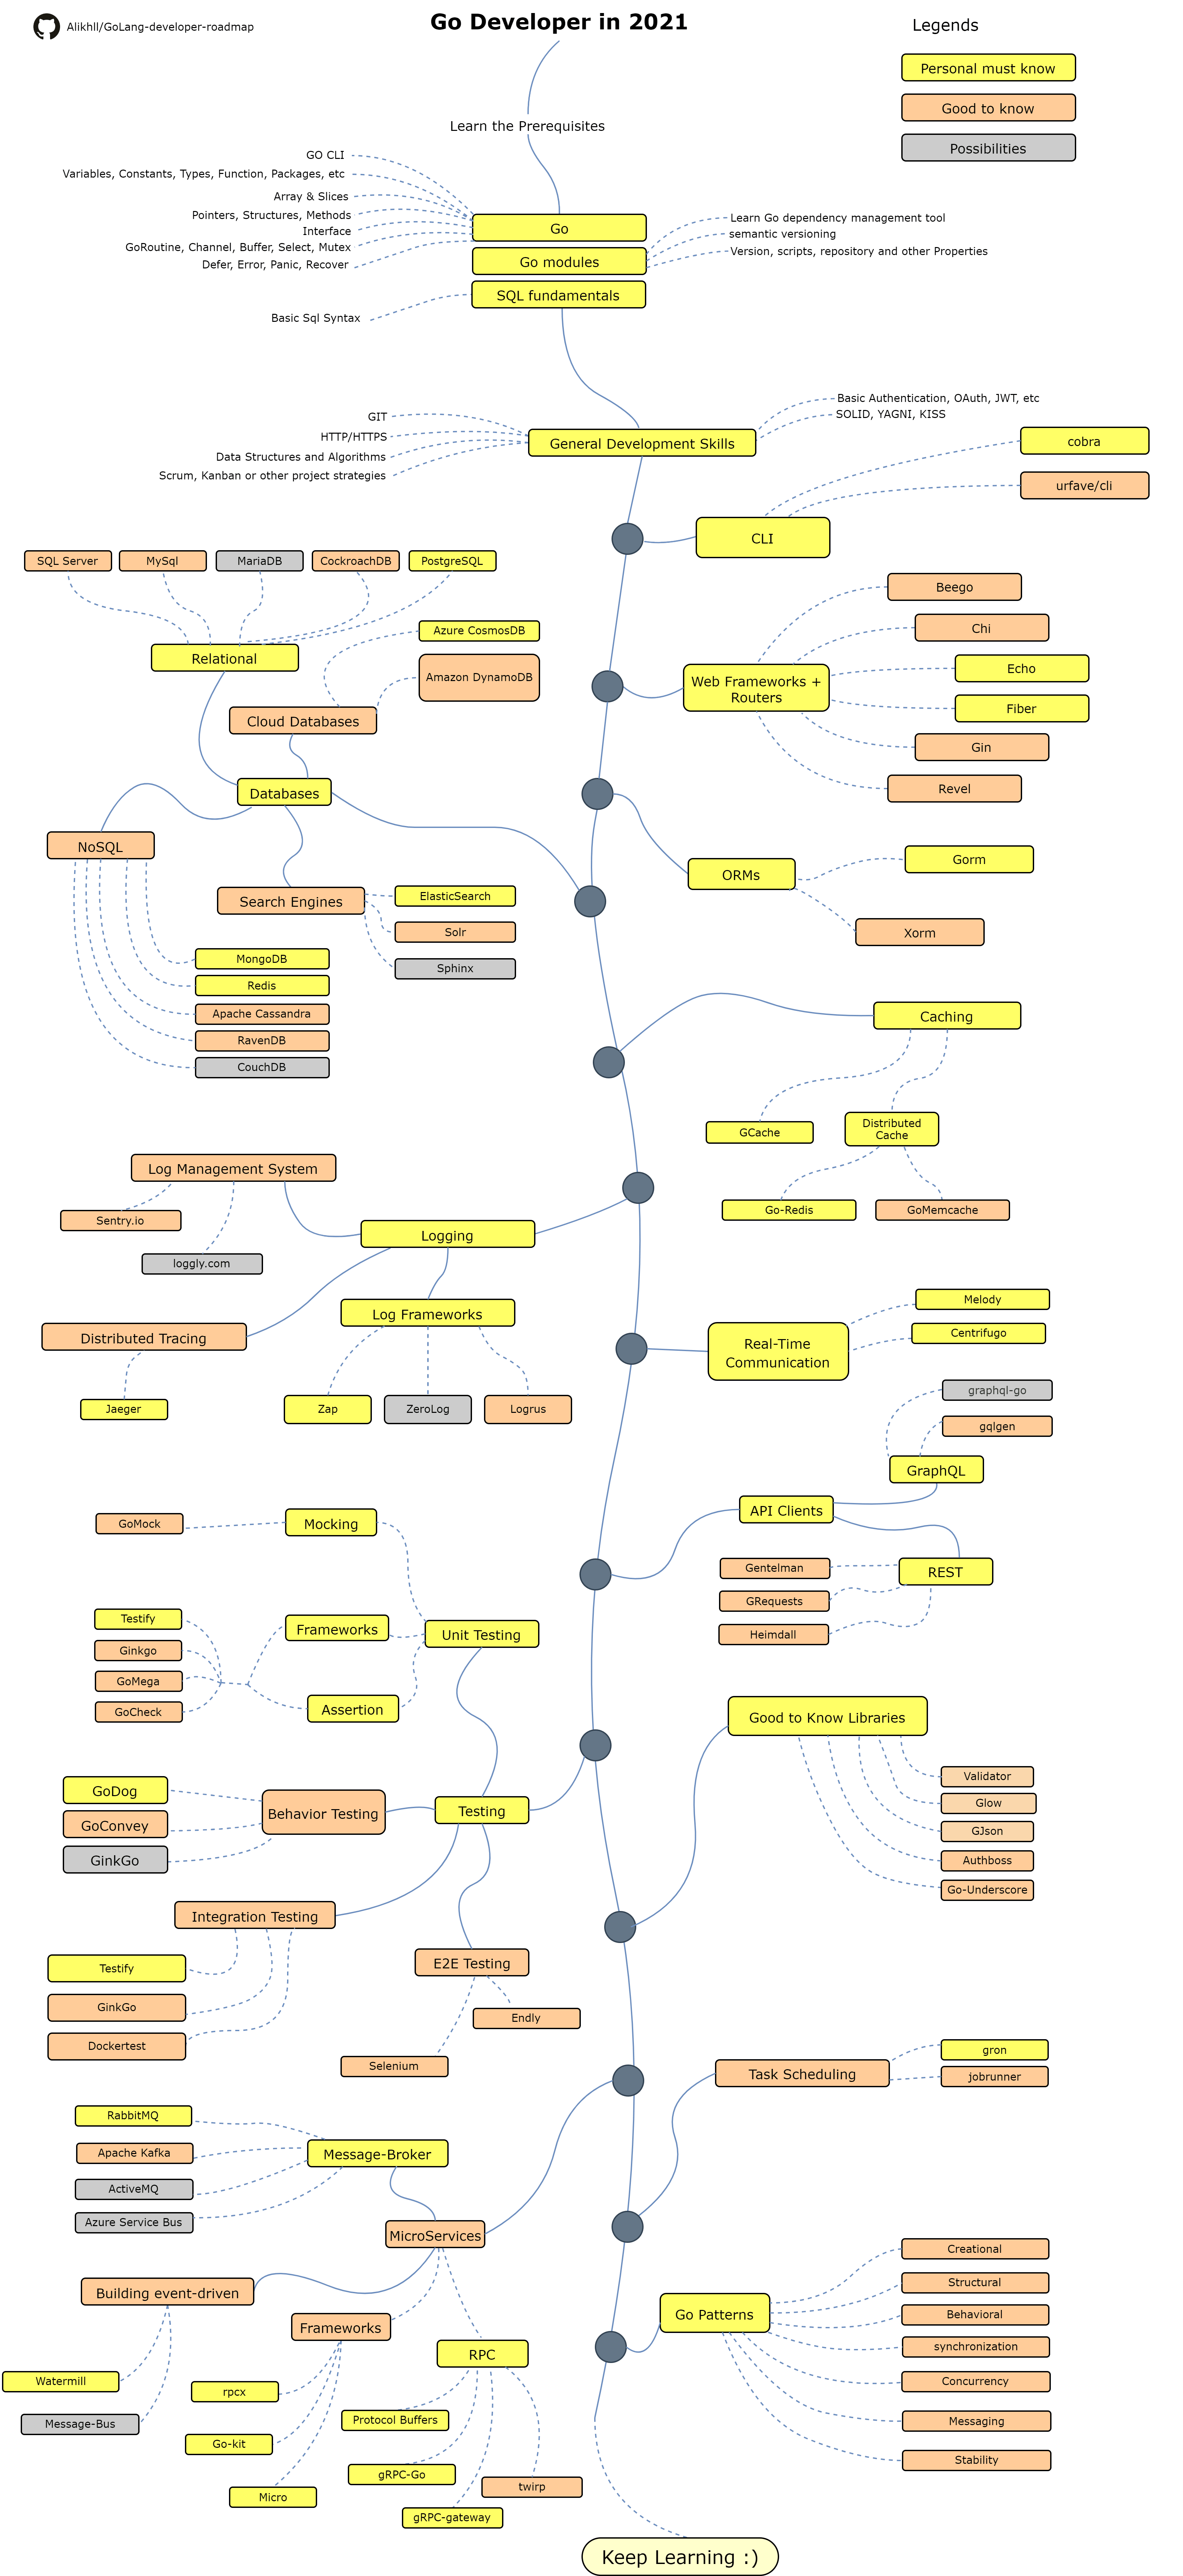 Alikhll/GoLang-developer-roadmap
Go Developer in 2021
Legends
Personal must know
Good to know
Possibilities
Learn the Prerequisites
GO CLI
Variables, Constants, Types, Function, Packages, etc
Array & Slices
Pointers, Structures, Methods
Interface
GoRoutine, Channel, Buffer, Select, Mutex
Defer, Error, Panic, Recover
Go
Go modules
SQL fundamentals
Learn Go dependency management tool
semantic versioning
Version, scripts, repository and other Properties
Basic Sql Syntax
GIT
HTTP/HTTPS
Data Structures and Algorithms
Scrum, Kanban or other project strategies
General Development Skills
Basic Authentication, OAuth, JWT, etc
SOLID, YAGNI, KISS
cobra
urfave/cli
CLI
SQL Server
MySql
MariaDB
CockroachDB
PostgreSQL
Relational
Azure CosmosDB
Amazon DynamoDB
Cloud Databases
Databases
Beego
Chi
Echo
Fiber
Gin
Revel
Web Frameworks +
Routers
NoSQL
Search Engines
ElasticSearch
Solr
Sphinx
MongoDB
Redis
Apache Cassandra
RavenDB
CouchDB
ORMs
Gorm
Xorm
Caching
GCache
Distributed
Cache
Go-Redis
GoMemcache
Log Management System
Sentry.io
loggly.com
Logging
Log Frameworks
Distributed Tracing
Jaeger
Zap
ZeroLog
Logrus
Melody
Centrifugo
Real-Time
Communication
graphql-go
gqlgen
GraphQL
API Clients
REST
Gentelman
GRequests
Heimdall
GoMock
Mocking
Testify
Ginkgo
GoMega
GoCheck
Frameworks
Unit Testing
Assertion
Good to Know Libraries
Validator
Glow
GJson
Authboss
Go-Underscore
GoDog
GoConvey
GinkGo
Behavior Testing
Testing
Integration Testing
Testify
GinkGo
Dockertest
E2E Testing
Endly
Selenium
Task Scheduling
gron
jobrunner
RabbitMQ
Apache Kafka
ActiveMQ
Azure Service Bus
Message-Broker
MicroServices
Building event-driven
Watermill
Message-Bus
Frameworks
rpcx
Go-kit
Micro
RPC
Protocol Buffers
gRPC-Go
twirp
gRPC-gateway
Go Patterns
Creational
Structural
Behavioral
synchronization
Concurrency
Messaging
Stability
Keep Learning :)